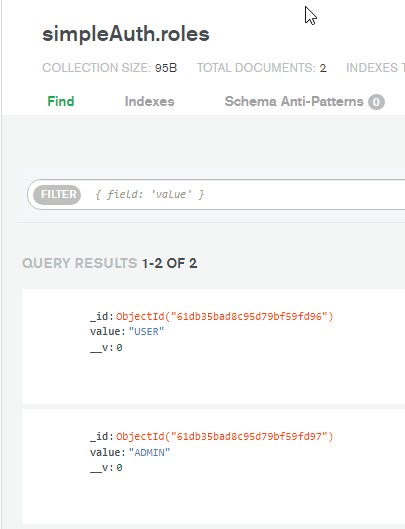 simpleAuth.roles
COLLECTION SIZE: 95B TOTAL DOCUMENTS: 2 INDEXES T
Find Indexes Schema Anti-Patterns 0
FILTER { field: 'value' }
QUERY RESULTS 1-2 OF 2
_id: ObjectId("61db35bad8c95d79bf59fd96")
value: "USER"
__v: 0
_id: ObjectId("61db35bad8c95d79bf59fd97")
value: "ADMIN"
__v: 0